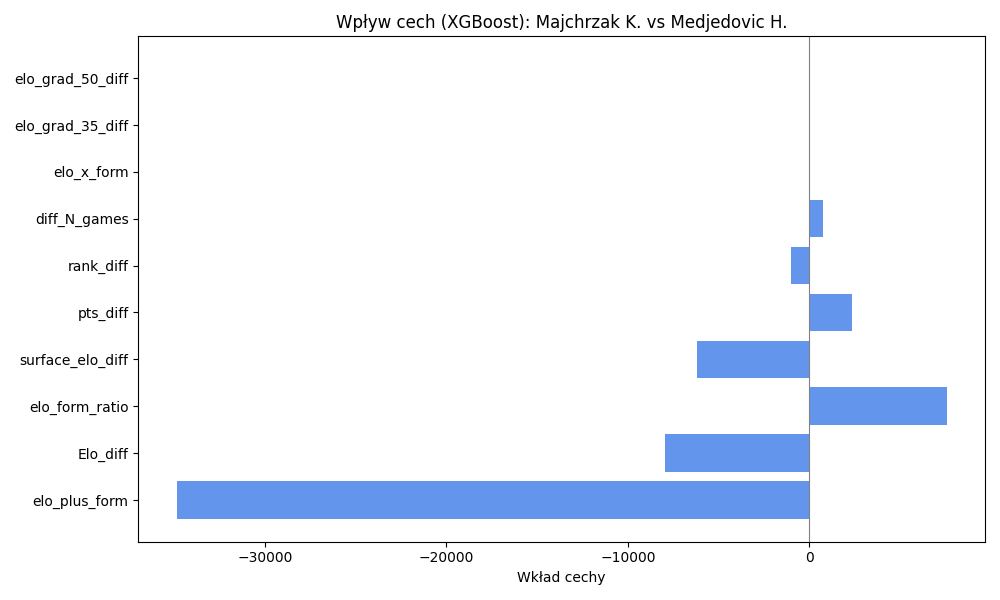 Wpływ cech (XGBoost): Majchrzak K. vs Medjedovic H.
elo_grad_50_diff
elo_grad_35_diff
elo_x_form
diff_N_games
rank_diff
pts_diff
surface_elo_diff
elo_form_ratio
Elo_diff
elo_plus_form
−30000 −20000 −10000 0
Wkład cechy